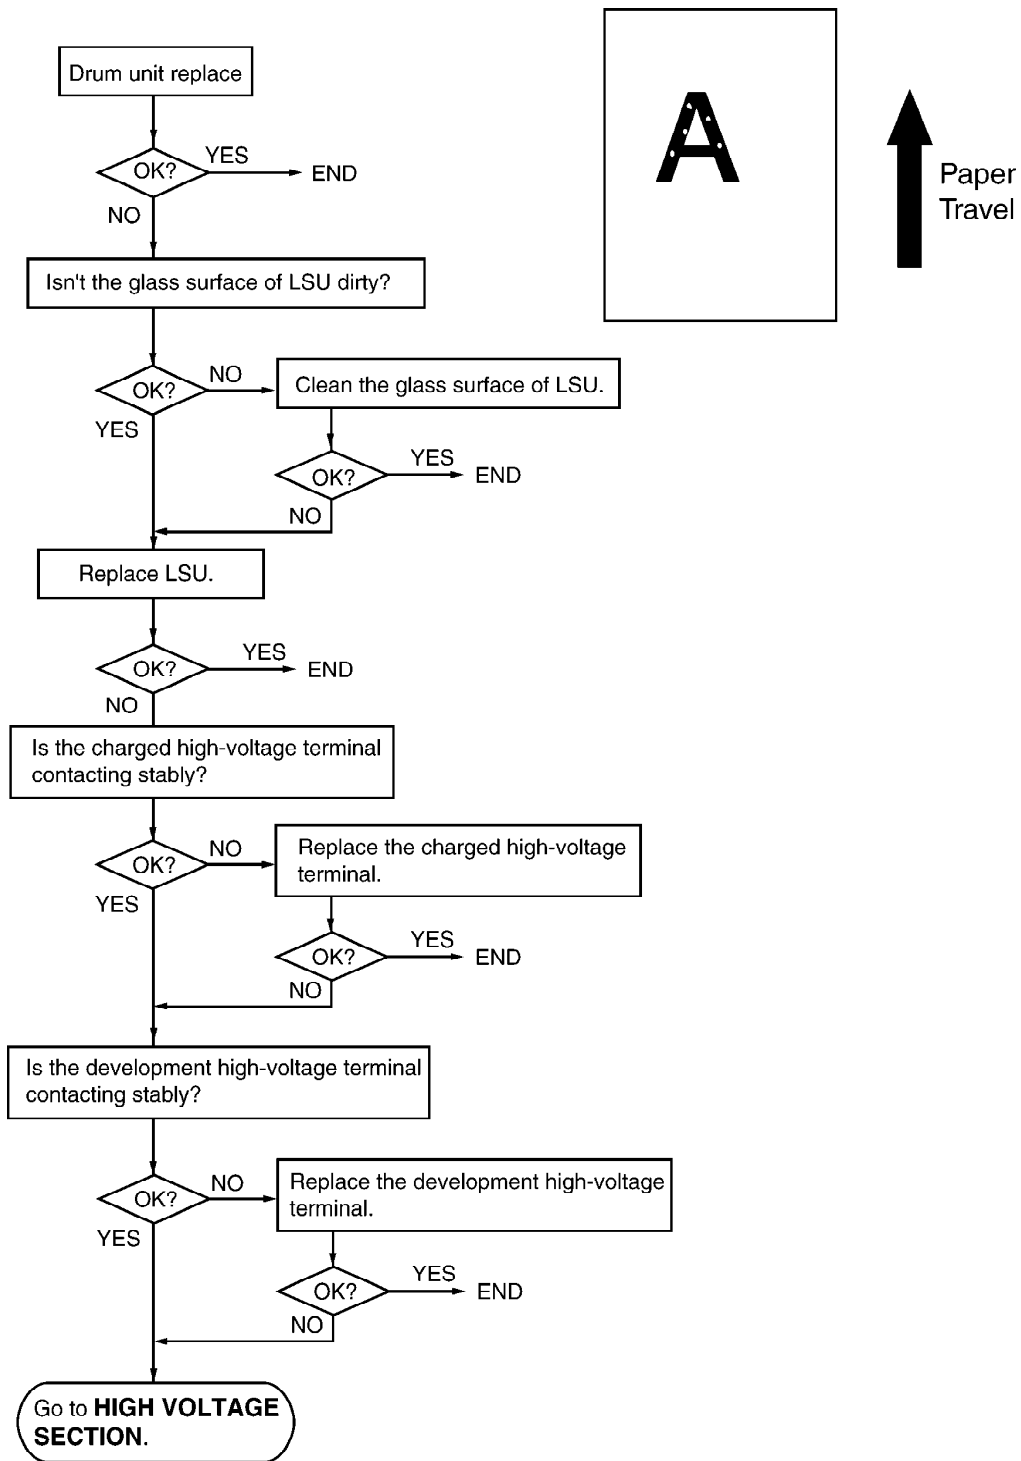 Drum unit replace
OK?
YES
END
NO
Isn't the glass surface of LSU dirty?
OK?
NO
Clean the glass surface of LSU.
YES
OK?
YES
END
NO
Replace LSU.
OK?
YES
END
NO
Is the charged high-voltage terminal
contacting stably?
OK?
NO
Replace the charged high-voltage
terminal.
YES
OK?
YES
END
NO
Is the development high-voltage terminal
contacting stably?
OK?
NO
Replace the development high-voltage
terminal.
YES
OK?
YES
END
NO
Go to HIGH VOLTAGE
SECTION.
A
Paper
Travel